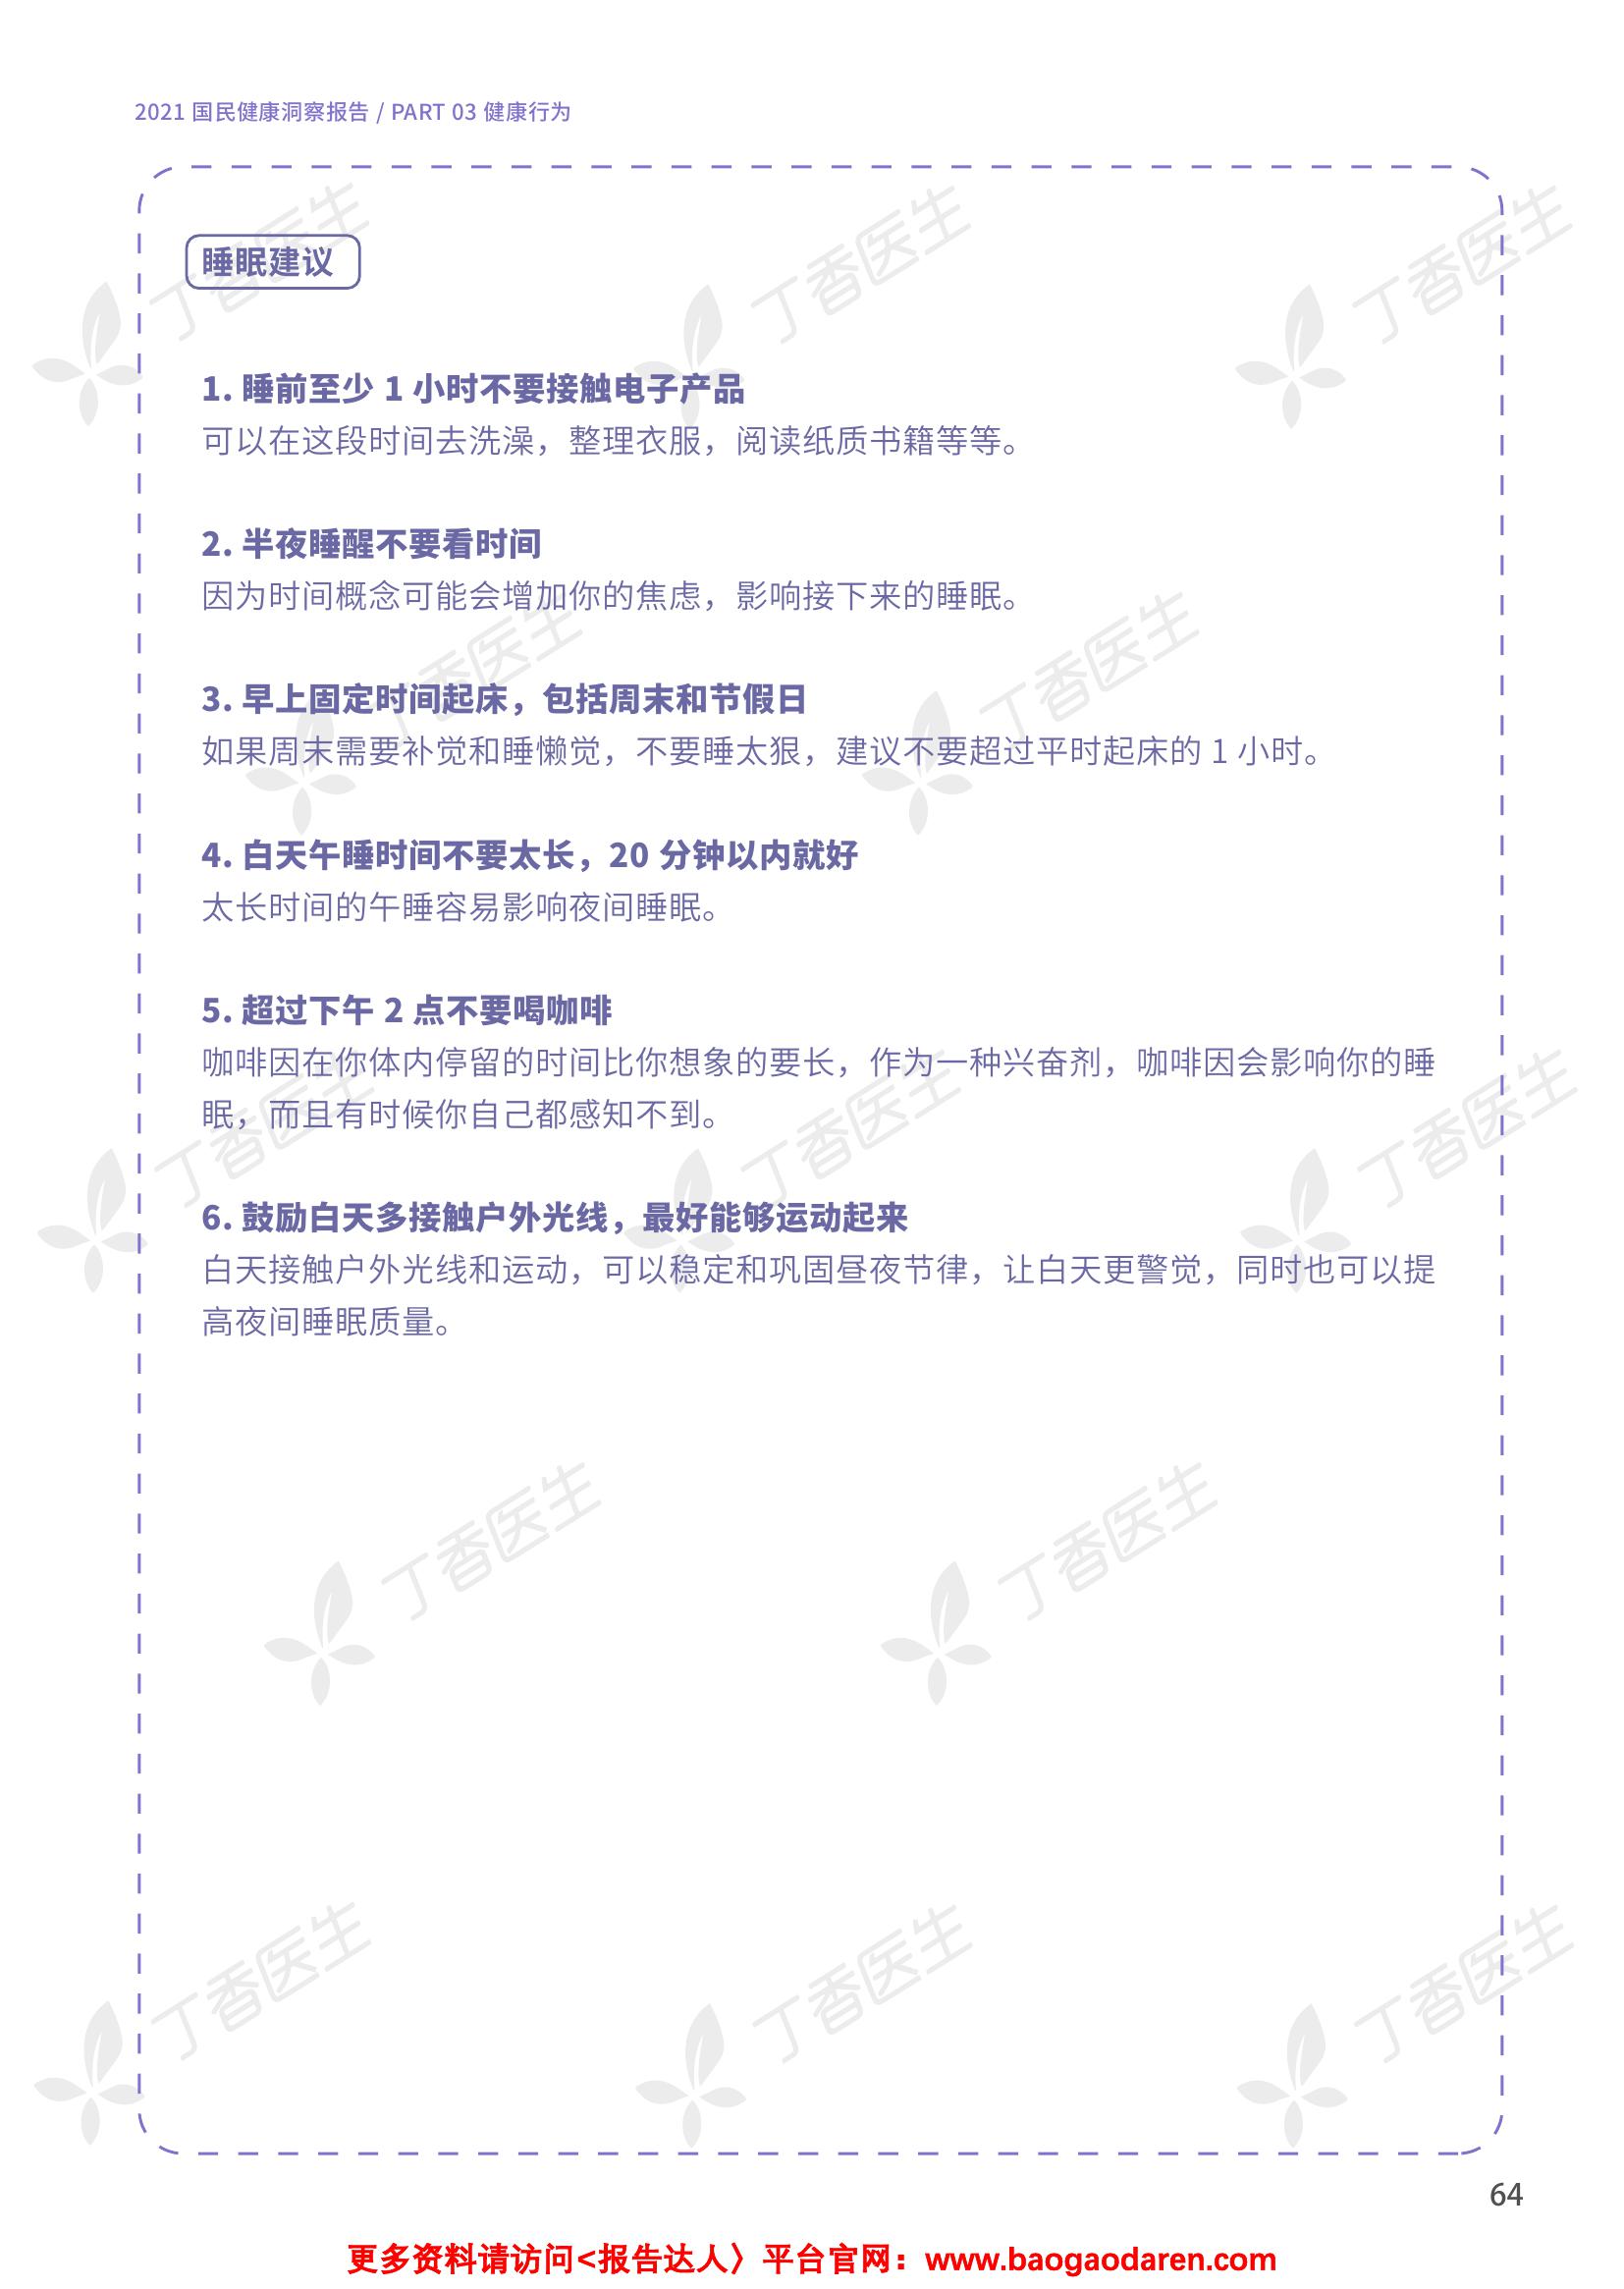 2021 国民健康洞察报告 / PART 03 健康行为
睡眠建议
1. 睡前至少 1 小时不要接触电子产品
可以在这段时间去洗澡，整理衣服，阅读纸质书籍等等。
2. 半夜睡醒不要看时间
因为时间概念可能会增加你的焦虑，影响接下来的睡眠。
3. 早上固定时间起床，包括周末和节假日
如果周末需要补觉和睡懒觉，不要睡太狠，建议不要超过平时起床的 1 小时。
4. 白天午睡时间不要太长，20 分钟以内就好
太长时间的午睡容易影响夜间睡眠。
5. 超过下午 2 点不要喝咖啡
咖啡因在你体内停留的时间比你想象的要长，作为一种兴奋剂，咖啡因会影响你的睡
眠，而且有时候你自己都感知不到。
6. 鼓励白天多接触户外光线，最好能够运动起来
白天接触户外光线和运动，可以稳定和巩固昼夜节律，让白天更警觉，同时也可以提
高夜间睡眠质量。
丁香医生
丁香医生
丁香医生
丁香医生
丁香医生
丁香医生
丁香医生
丁香医生
丁香医生
丁香医生
丁香医生
丁香医生
丁香医生
64
更多资料请访问<报告达人〉平台官网：www.baogaodaren.com